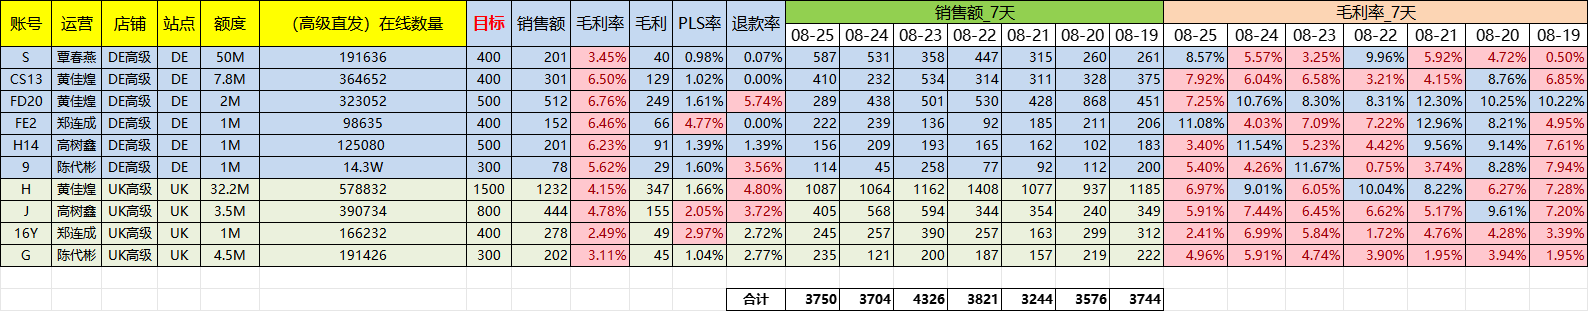 账号 运营 店铺 站点 额度 （高级直发）在线数量 目标 销售额 毛利率 毛利 PLS率 退款率 销售额_7天 毛利率_7天
08-25 08-24 08-23 08-22 08-21 08-20 08-19 08-25 08-24 08-23 08-22 08-21 08-20 08-19
S 覃春燕 DE高级 DE 50M 191636 400 201 3.45% 40 0.98% 0.07% 587 531 358 447 315 260 261 8.57% 5.57% 3.25% 9.96% 5.92% 4.72% 0.50%
CS13 黄佳煌 DE高级 DE 7.8M 364652 400 301 6.50% 129 1.02% 0.00% 410 232 534 314 311 328 375 7.92% 6.04% 6.58% 3.21% 4.15% 8.76% 6.85%
FD20 黄佳煌 DE高级 DE 2M 323052 500 512 6.76% 249 1.61% 5.74% 289 438 501 530 428 868 451 7.25% 10.76% 8.30% 8.31% 12.30% 10.25% 10.22%
FE2 郑连成 DE高级 DE 1M 98635 400 152 6.46% 66 4.77% 0.00% 222 239 136 92 185 211 206 11.08% 4.03% 7.09% 7.22% 12.96% 8.21% 4.95%
H14 高树鑫 DE高级 DE 1M 125080 500 201 6.23% 91 1.39% 1.39% 156 209 193 165 162 102 183 3.40% 11.54% 5.23% 4.42% 9.56% 9.14% 7.61%
9 陈代彬 DE高级 DE 1M 14.3W 300 78 5.62% 29 1.60% 3.56% 114 45 258 77 92 112 200 5.40% 4.26% 11.67% 0.75% 3.74% 8.28% 7.94%
H 黄佳煌 UK高级 UK 32.2M 578832 1500 1232 4.15% 347 1.66% 4.80% 1087 1064 1162 1408 1077 937 1185 6.97% 9.01% 6.05% 10.04% 8.22% 6.27% 7.28%
J 高树鑫 UK高级 UK 3.5M 390734 800 444 4.78% 155 2.05% 3.72% 405 568 594 344 354 240 349 5.91% 7.44% 6.45% 6.62% 5.17% 9.61% 7.20%
16Y 郑连成 UK高级 UK 1M 166232 400 278 2.49% 49 2.97% 2.72% 245 257 390 257 163 299 312 2.41% 6.99% 5.84% 1.72% 4.76% 4.28% 3.39%
G 陈代彬 UK高级 UK 4.5M 191426 300 202 3.11% 45 1.04% 2.77% 235 121 200 187 157 219 222 4.96% 5.91% 4.74% 3.90% 1.95% 3.94% 1.95%
合计 3750 3704 4326 3821 3244 3576 3744